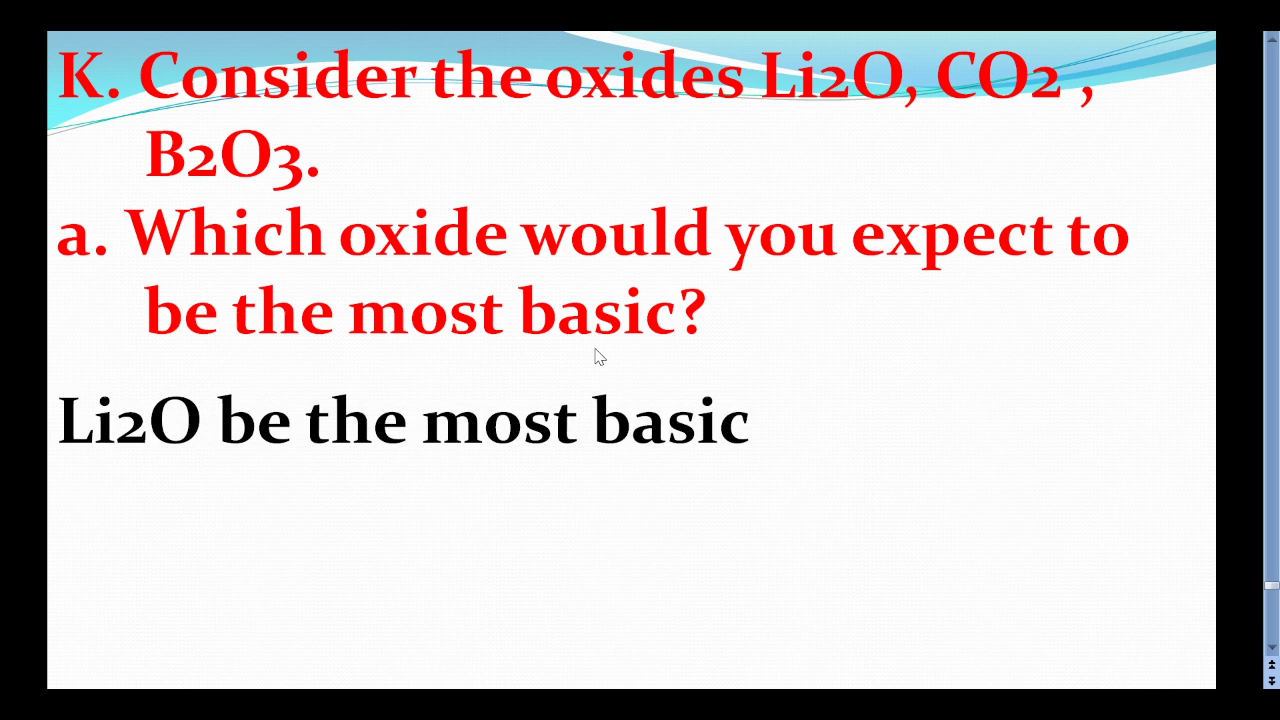 K. Consider the oxides Li2O, CO2 ,
B2O3.
a. Which oxide would you expect to
be the most basic?
Li2O be the most basic